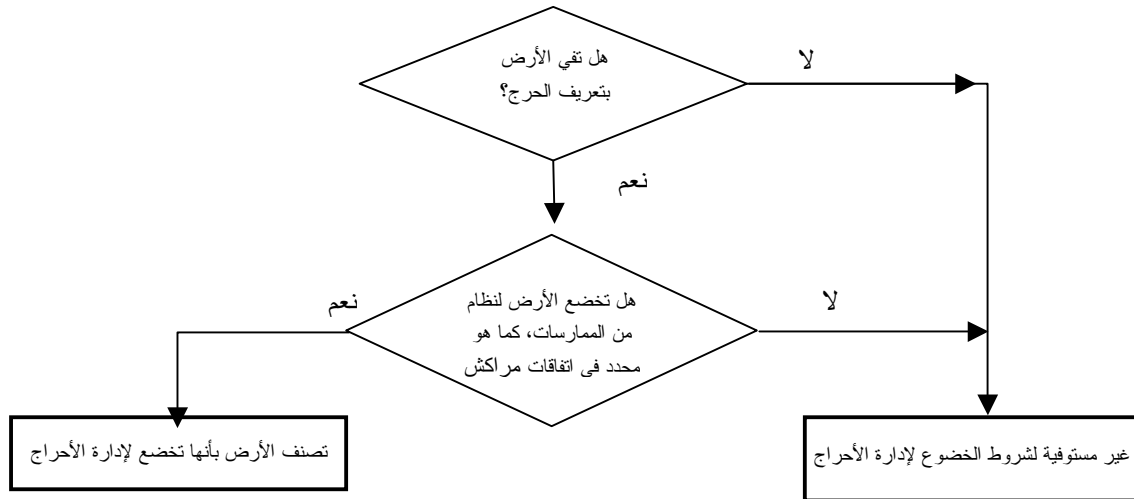 هل تفي الأرض
بتعريف الحرج؟
لا
نعم
هل تخضع الأرض لنظام
من الممارسات، كما هو
محدد فى اتفاقات مراكش
نعم
لا
تصنف الأرض بأنها تخضع لإدارة الأحراج
غير مستوفية لشروط الخضوع لإدارة الأحراج